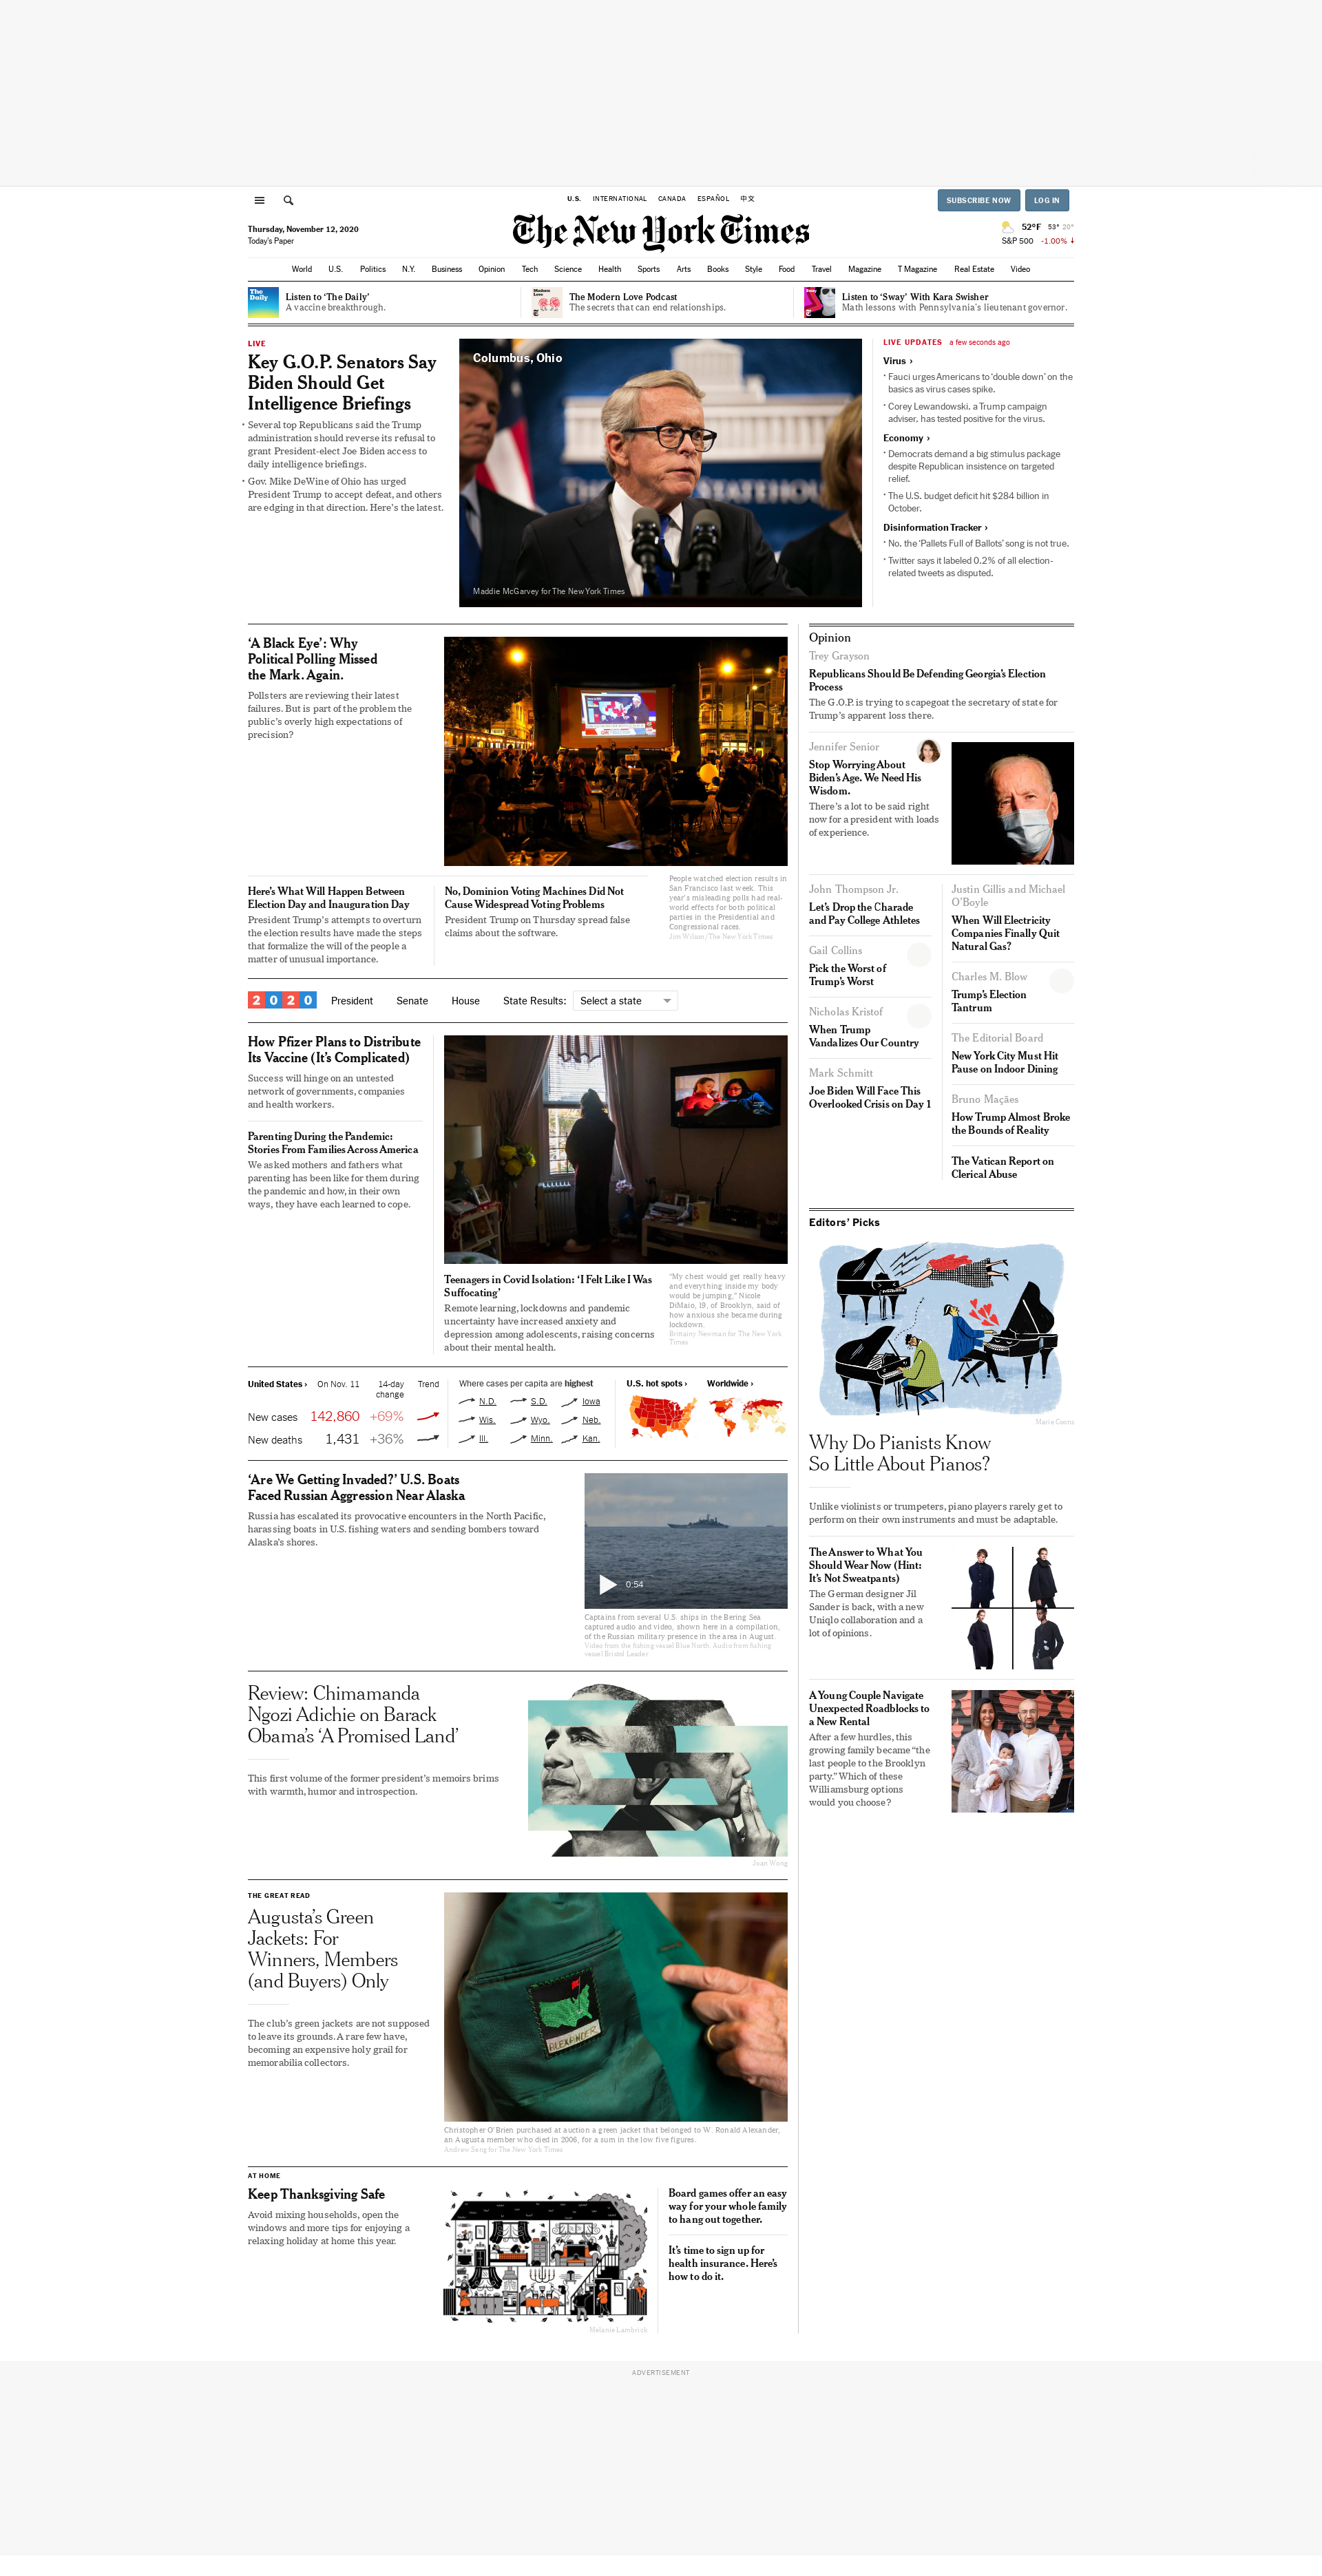 U.S. INTERNATIONAL CANADA ESPAÑOL 中文
SUBSCRIBE NOW LOG IN
Thursday, November 12, 2020
Today's Paper
The New York Times
52°F 53° 20°
S&P 500 -1.00%
World U.S. Politics N.Y. Business Opinion Tech Science Health Sports Arts Books Style Food Travel Magazine T Magazine Real Estate Video
The
Daily
Listen to ‘The Daily’
A vaccine breakthrough.
Modern
Love
The Modern Love Podcast
The secrets that can end relationships.
Listen to ‘Sway’ With Kara Swisher
Math lessons with Pennsylvania’s lieutenant governor.
LIVE
Key G.O.P. Senators Say
Biden Should Get
Intelligence Briefings
• Several top Republicans said the Trump
administration should reverse its refusal to
grant President-elect Joe Biden access to
daily intelligence briefings.
• Gov. Mike DeWine of Ohio has urged
President Trump to accept defeat, and others
are edging in that direction. Here’s the latest.
Columbus, Ohio
Maddie McGarvey for The New York Times
LIVE UPDATES a few seconds ago
Virus ›
• Fauci urges Americans to ‘double down’ on the
basics as virus cases spike.
• Corey Lewandowski, a Trump campaign
adviser, has tested positive for the virus.
Economy ›
• Democrats demand a big stimulus package
despite Republican insistence on targeted
relief.
• The U.S. budget deficit hit $284 billion in
October.
Disinformation Tracker ›
• No, the ‘Pallets Full of Ballots’ song is not true.
• Twitter says it labeled 0.2% of all election-
related tweets as disputed.
‘A Black Eye’: Why
Political Polling Missed
the Mark. Again.
Pollsters are reviewing their latest
failures. But is part of the problem the
public’s overly high expectations of
precision?
People watched election results in
San Francisco last week. This
year’s misleading polls had real-
world effects for both political
parties in the Presidential and
Congressional races.
Jim Wilson/The New York Times
Here’s What Will Happen Between
Election Day and Inauguration Day
President Trump’s attempts to overturn
the election results have made the steps
that formalize the will of the people a
matter of unusual importance.
No, Dominion Voting Machines Did Not
Cause Widespread Voting Problems
President Trump on Thursday spread false
claims about the software.
2020 President Senate House State Results: Select a state
How Pfizer Plans to Distribute
Its Vaccine (It’s Complicated)
Success will hinge on an untested
network of governments, companies
and health workers.
Parenting During the Pandemic:
Stories From Families Across America
We asked mothers and fathers what
parenting has been like for them during
the pandemic and how, in their own
ways, they have each learned to cope.
Teenagers in Covid Isolation: ‘I Felt Like I Was
Suffocating’
Remote learning, lockdowns and pandemic
uncertainty have increased anxiety and
depression among adolescents, raising concerns
about their mental health.
“My chest would get really heavy
and everything inside my body
would be jumping,” Nicole
DiMaio, 19, of Brooklyn, said of
how anxious she became during
lockdown.
Brittainy Newman for The New York
Times
United States › On Nov. 11 14-day
change Trend
New cases 142,860 +69%
New deaths 1,431 +36%
Where cases per capita are highest
N.D. S.D. Iowa
Wis. Wyo. Neb.
Ill. Minn. Kan.
U.S. hot spots › Worldwide ›
‘Are We Getting Invaded?’ U.S. Boats
Faced Russian Aggression Near Alaska
Russia has escalated its provocative encounters in the North Pacific,
harassing boats in U.S. fishing waters and sending bombers toward
Alaska’s shores.
0:54
Captains from several U.S. ships in the Bering Sea
captured audio and video, shown here in a compilation,
of the Russian military presence in the area in August.
Video from the fishing vessel Blue North. Audio from fishing
vessel Bristol Leader
Review: Chimamanda
Ngozi Adichie on Barack
Obama’s ‘A Promised Land’
This first volume of the former president’s memoirs brims
with warmth, humor and introspection.
Joan Wong
THE GREAT READ
Augusta’s Green
Jackets: For
Winners, Members
(and Buyers) Only
The club’s green jackets are not supposed
to leave its grounds. A rare few have,
becoming an expensive holy grail for
memorabilia collectors.
ALEXANDER
Christopher O’Brien purchased at auction a green jacket that belonged to W. Ronald Alexander,
an Augusta member who died in 2006, for a sum in the low five figures.
Andrew Seng for The New York Times
AT HOME
Keep Thanksgiving Safe
Avoid mixing households, open the
windows and more tips for enjoying a
relaxing holiday at home this year.
Melanie Lambrick
Board games offer an easy
way for your whole family
to hang out together.
It’s time to sign up for
health insurance. Here’s
how to do it.
Opinion
Trey Grayson
Republicans Should Be Defending Georgia’s Election
Process
The G.O.P. is trying to scapegoat the secretary of state for
Trump’s apparent loss there.
Jennifer Senior
Stop Worrying About
Biden’s Age. We Need His
Wisdom.
There’s a lot to be said right
now for a president with loads
of experience.
John Thompson Jr.
Let’s Drop the Charade
and Pay College Athletes
Gail Collins
Pick the Worst of
Trump’s Worst
Nicholas Kristof
When Trump
Vandalizes Our Country
Mark Schmitt
Joe Biden Will Face This
Overlooked Crisis on Day 1
Justin Gillis and Michael
O’Boyle
When Will Electricity
Companies Finally Quit
Natural Gas?
Charles M. Blow
Trump’s Election
Tantrum
The Editorial Board
New York City Must Hit
Pause on Indoor Dining
Bruno Maçães
How Trump Almost Broke
the Bounds of Reality
The Vatican Report on
Clerical Abuse
Editors’ Picks
Why Do Pianists Know
So Little About Pianos?
Unlike violinists or trumpeters, piano players rarely get to
perform on their own instruments and must be adaptable.
The Answer to What You
Should Wear Now (Hint:
It’s Not Sweatpants)
The German designer Jil
Sander is back, with a new
Uniqlo collaboration and a
lot of opinions.
A Young Couple Navigate
Unexpected Roadblocks to
a New Rental
After a few hurdles, this
growing family became “the
last people to the Brooklyn
party.” Which of these
Williamsburg options
would you choose?
ADVERTISEMENT